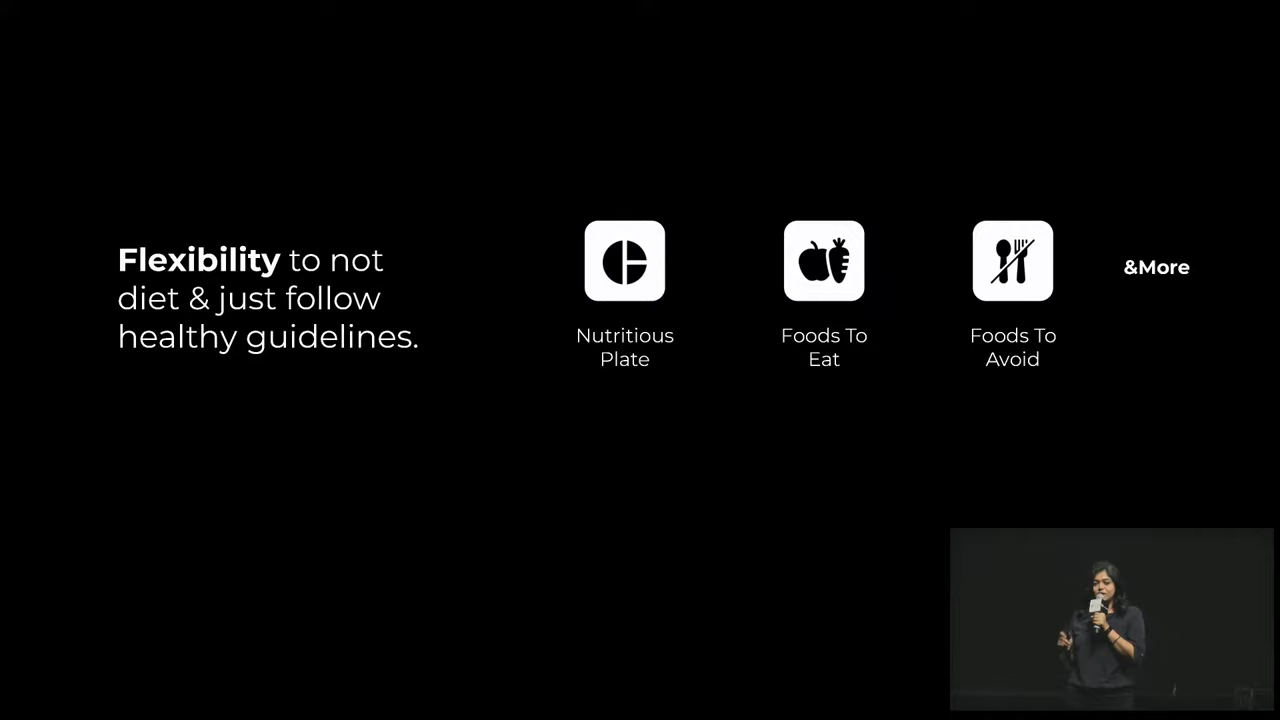 Flexibility to not
diet & just follow
healthy guidelines.
Nutritious
Plate
Foods To
Eat
Foods To
Avoid
&More